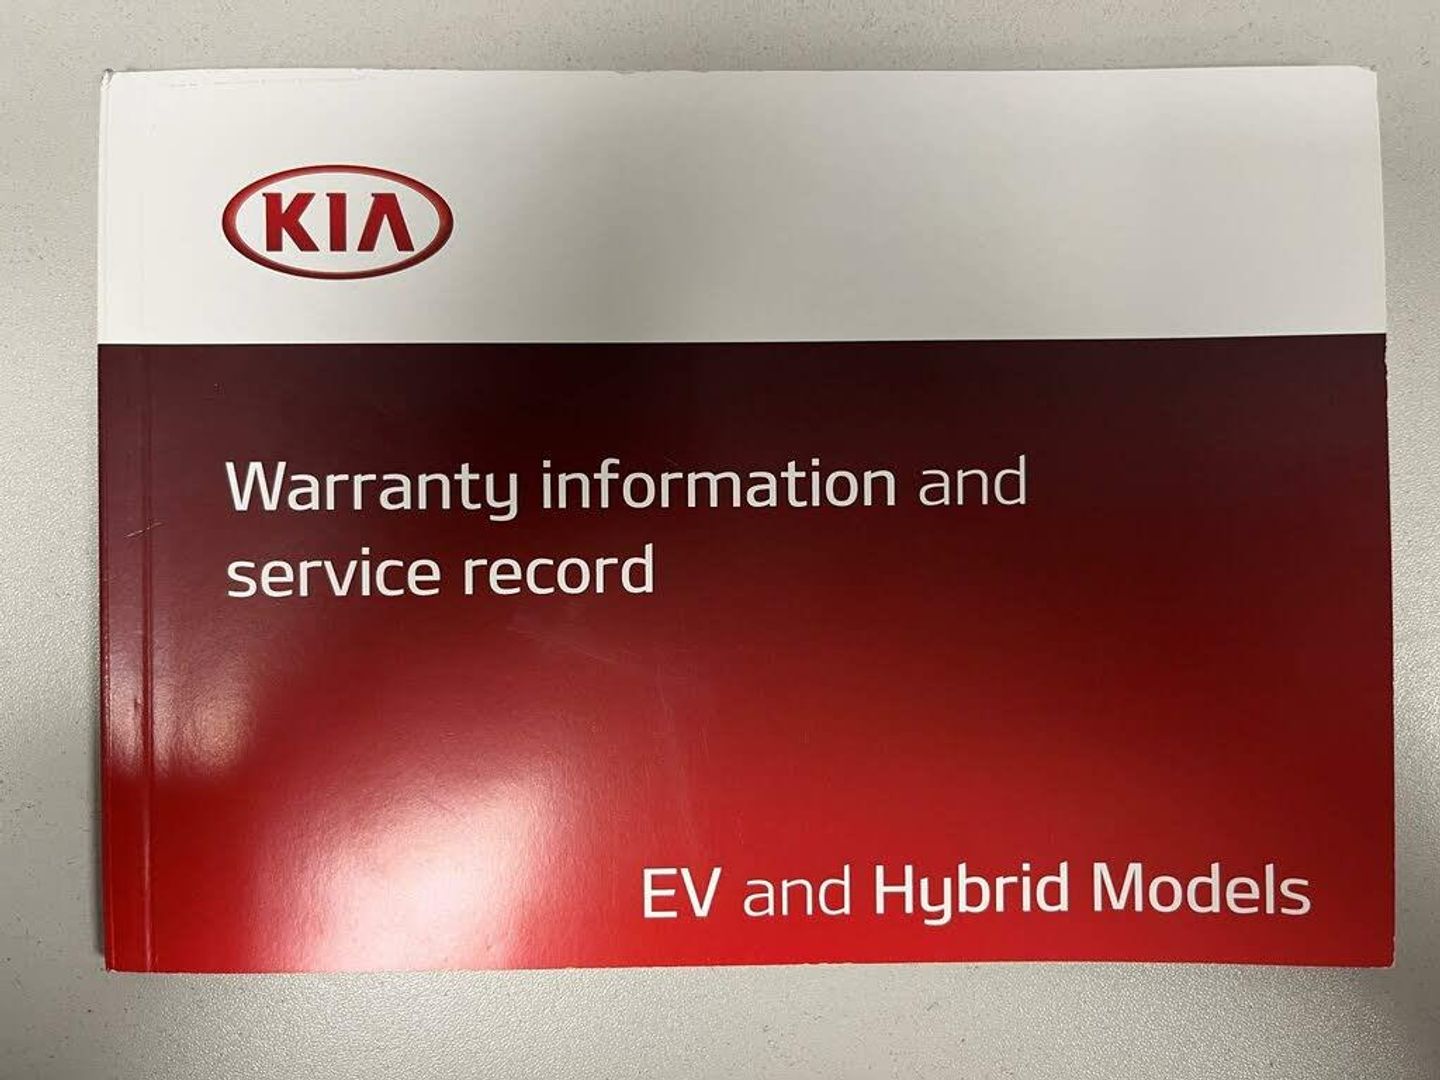 KIA
Warranty information and
service record
EV and Hybrid Models